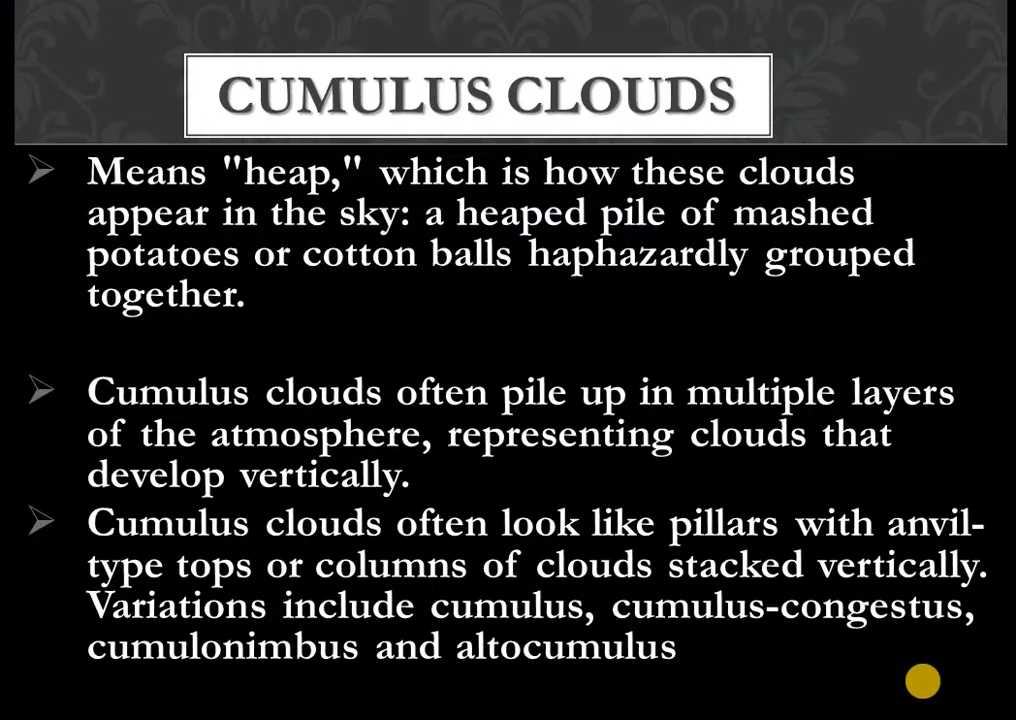 CUMULUS CLOUDS
Means "heap," which is how these clouds
appear in the sky: a heaped pile of mashed
potatoes or cotton balls haphazardly grouped
together.
Cumulus clouds often pile up in multiple layers
of the atmosphere, representing clouds that
develop vertically.
Cumulus clouds often look like pillars with anvil-
type tops or columns of clouds stacked vertically.
Variations include cumulus, cumulus-congestus,
cumulonimbus and altocumulus